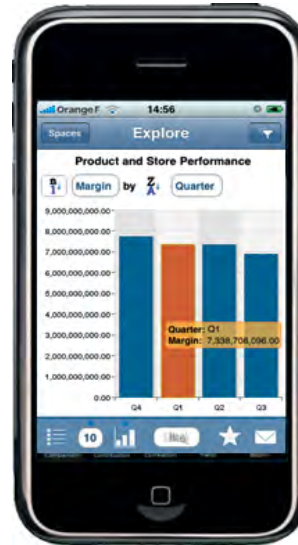 OrangeF 14:56
Spaces Explore
Product and Store Performance
Margin by Z A Quarter
9,000,000,000.00
8,000,000,000.00
7,000,000,000.00
6,000,000,000.00
5,000,000,000.00
4,000,000,000.00
3,000,000,000.00
2,000,000,000.00
1,000,000,000.00
0.00
Quarter: Q1
Margin: 7,338,706,096.00
Q4 Q1 Q2 Q3
10